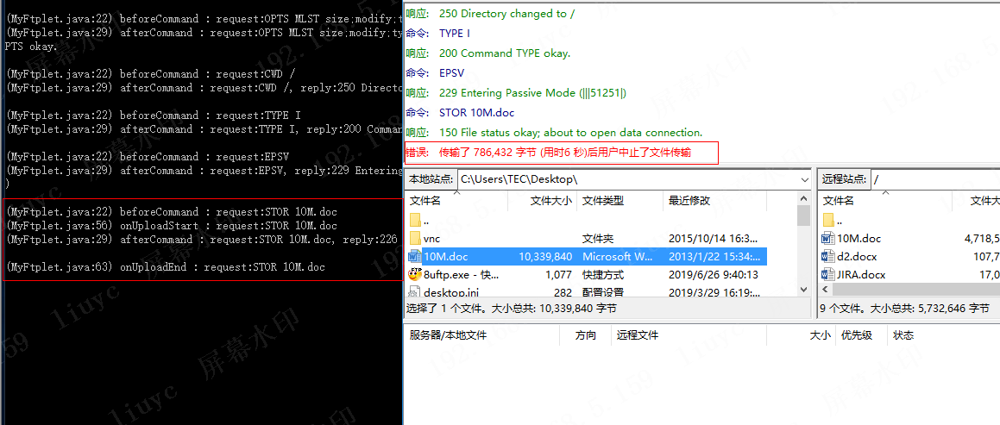 (MyFtplet.java:22) beforeCommand : request:OPTS MLST size;modify;t
(MyFtplet.java:29) afterCommand : request:OPTS MLST size;modify;ty
PTS okay.
(MyFtplet.java:22) beforeCommand : request:CWD /
(MyFtplet.java:29) afterCommand : request:CWD /, reply:250 Directo
(MyFtplet.java:22) beforeCommand : request:TYPE I
(MyFtplet.java:29) afterCommand : request:TYPE I, reply:200 Comman
(MyFtplet.java:22) beforeCommand : request:EPSV
(MyFtplet.java:29) afterCommand : request:EPSV, reply:229 Entering
)
(MyFtplet.java:22) beforeCommand : request:STOR 10M.doc
(MyFtplet.java:56) onUploadStart : request:STOR 10M.doc
(MyFtplet.java:29) afterCommand : request:STOR 10M.doc, reply:226
(MyFtplet.java:63) onUploadEnd : request:STOR 10M.doc
响应: 250 Directory changed to /
命令: TYPE I
响应: 200 Command TYPE okay.
命令: EPSV
响应: 229 Entering Passive Mode (|||51251|)
命令: STOR 10M.doc
响应: 150 File status okay; about to open data connection.
错误: 传输了 786,432 字节 (用时6 秒)后用户中止了文件传输
本地站点: C:\Users\TEC\Desktop\
文件名 文件大小 文件类型 最近修改
..
vnc 文件夹 2015/10/14 16:3...
10M.doc 10,339,840 Microsoft W... 2013/1/22 15:34:...
8uftp.exe - 快... 1,077 快捷方式 2019/6/26 9:40:13
desktop.ini 282 配置设置 2019/3/29 16:19:...
选择了 1 个文件。大小总共: 10,339,840 字节
远程站点: /
文件名 文件大
..
10M.doc 4,718,5
d2.docx 107,7
JIRA.docx 17,0
9 个文件。大小总共: 5,732,646 字节
服务器/本地文件 方向 远程文件 大小 优先级 状态
屏幕水印
192.168.5.159
liuyc